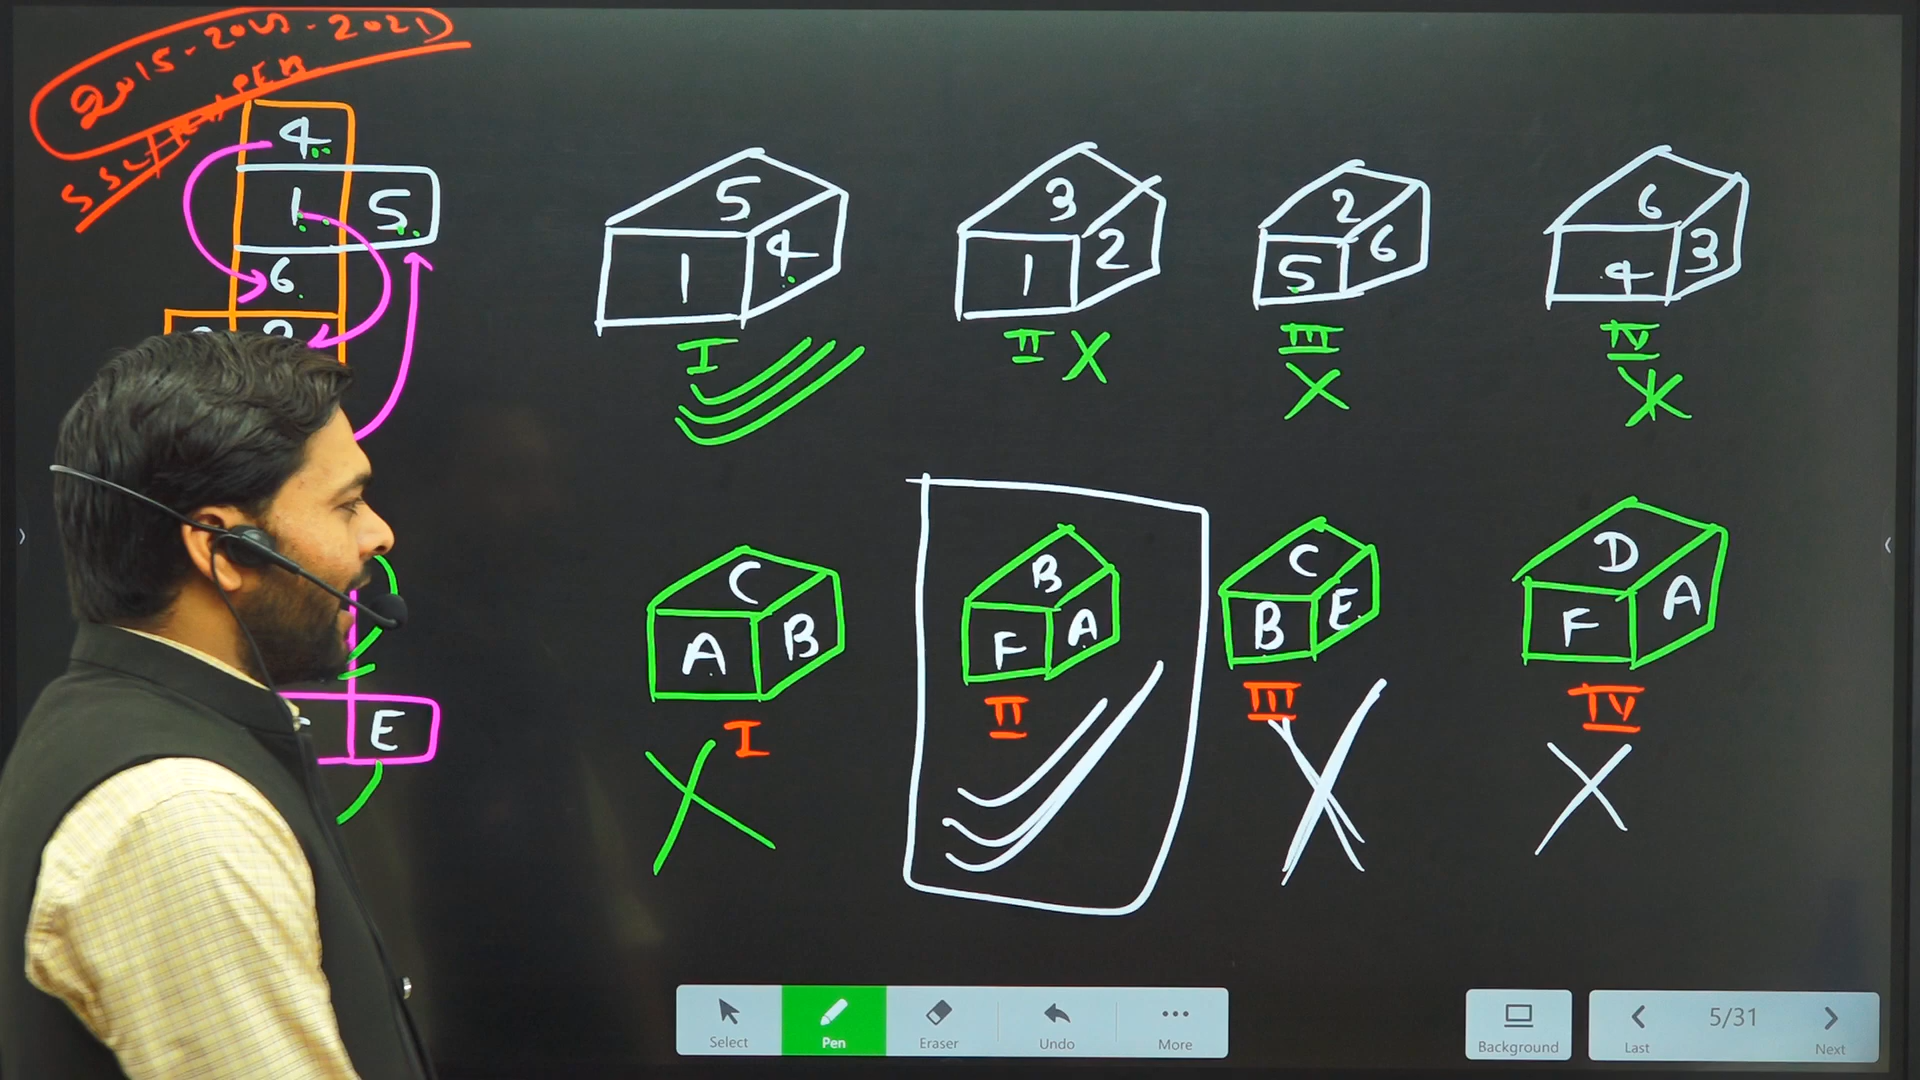 2015-2015-2021
4
1 5
6
5
1 4
I
3
1 2
II X
2
5 6
III
X
6
4 3
IV
X
C
A B
I
X
B
F A
II
C
B E
III
X
D
F A
IV
X
E
Select
Pen
Eraser
Undo
More
Background
Last
5/31
Next